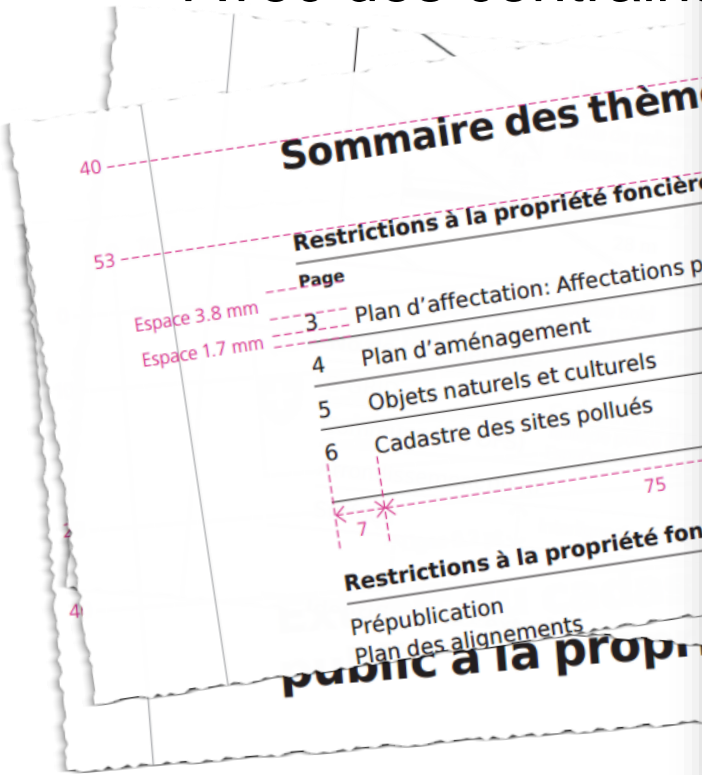 Sommaire des thèm
40
53
Restrictions à la propriété foncièr
Page
Espace 3.8 mm
3 Plan d’affectation: Affectations p
Espace 1.7 mm
4 Plan d’aménagement
5 Objets naturels et culturels
6 Cadastre des sites pollués
7
75
Restrictions à la propriété fon
Prépublication
Plan des alignements
public à la propr